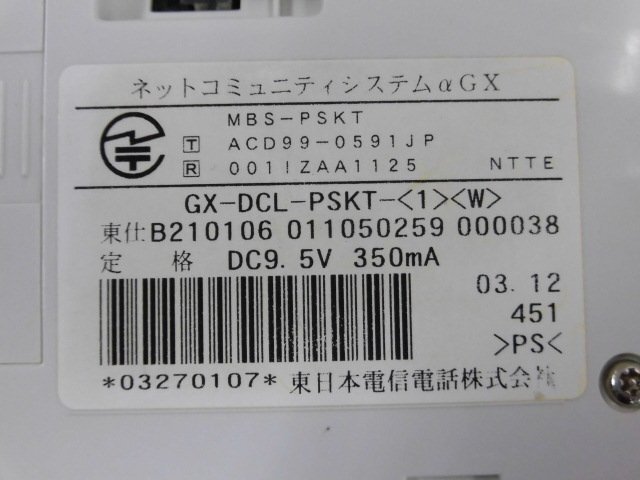 ネットコミュニティシステムαGX
MBS-PSKT
T ACD99-0591JP
R 001IZAA1125 NTTE
GX-DCL-PSKT-<1><W>
東仕B210106 011050259 000038
定格 DC9.5V 350mA
03.12
451
>PS<
*03270107* 東日本電信電話株式会社